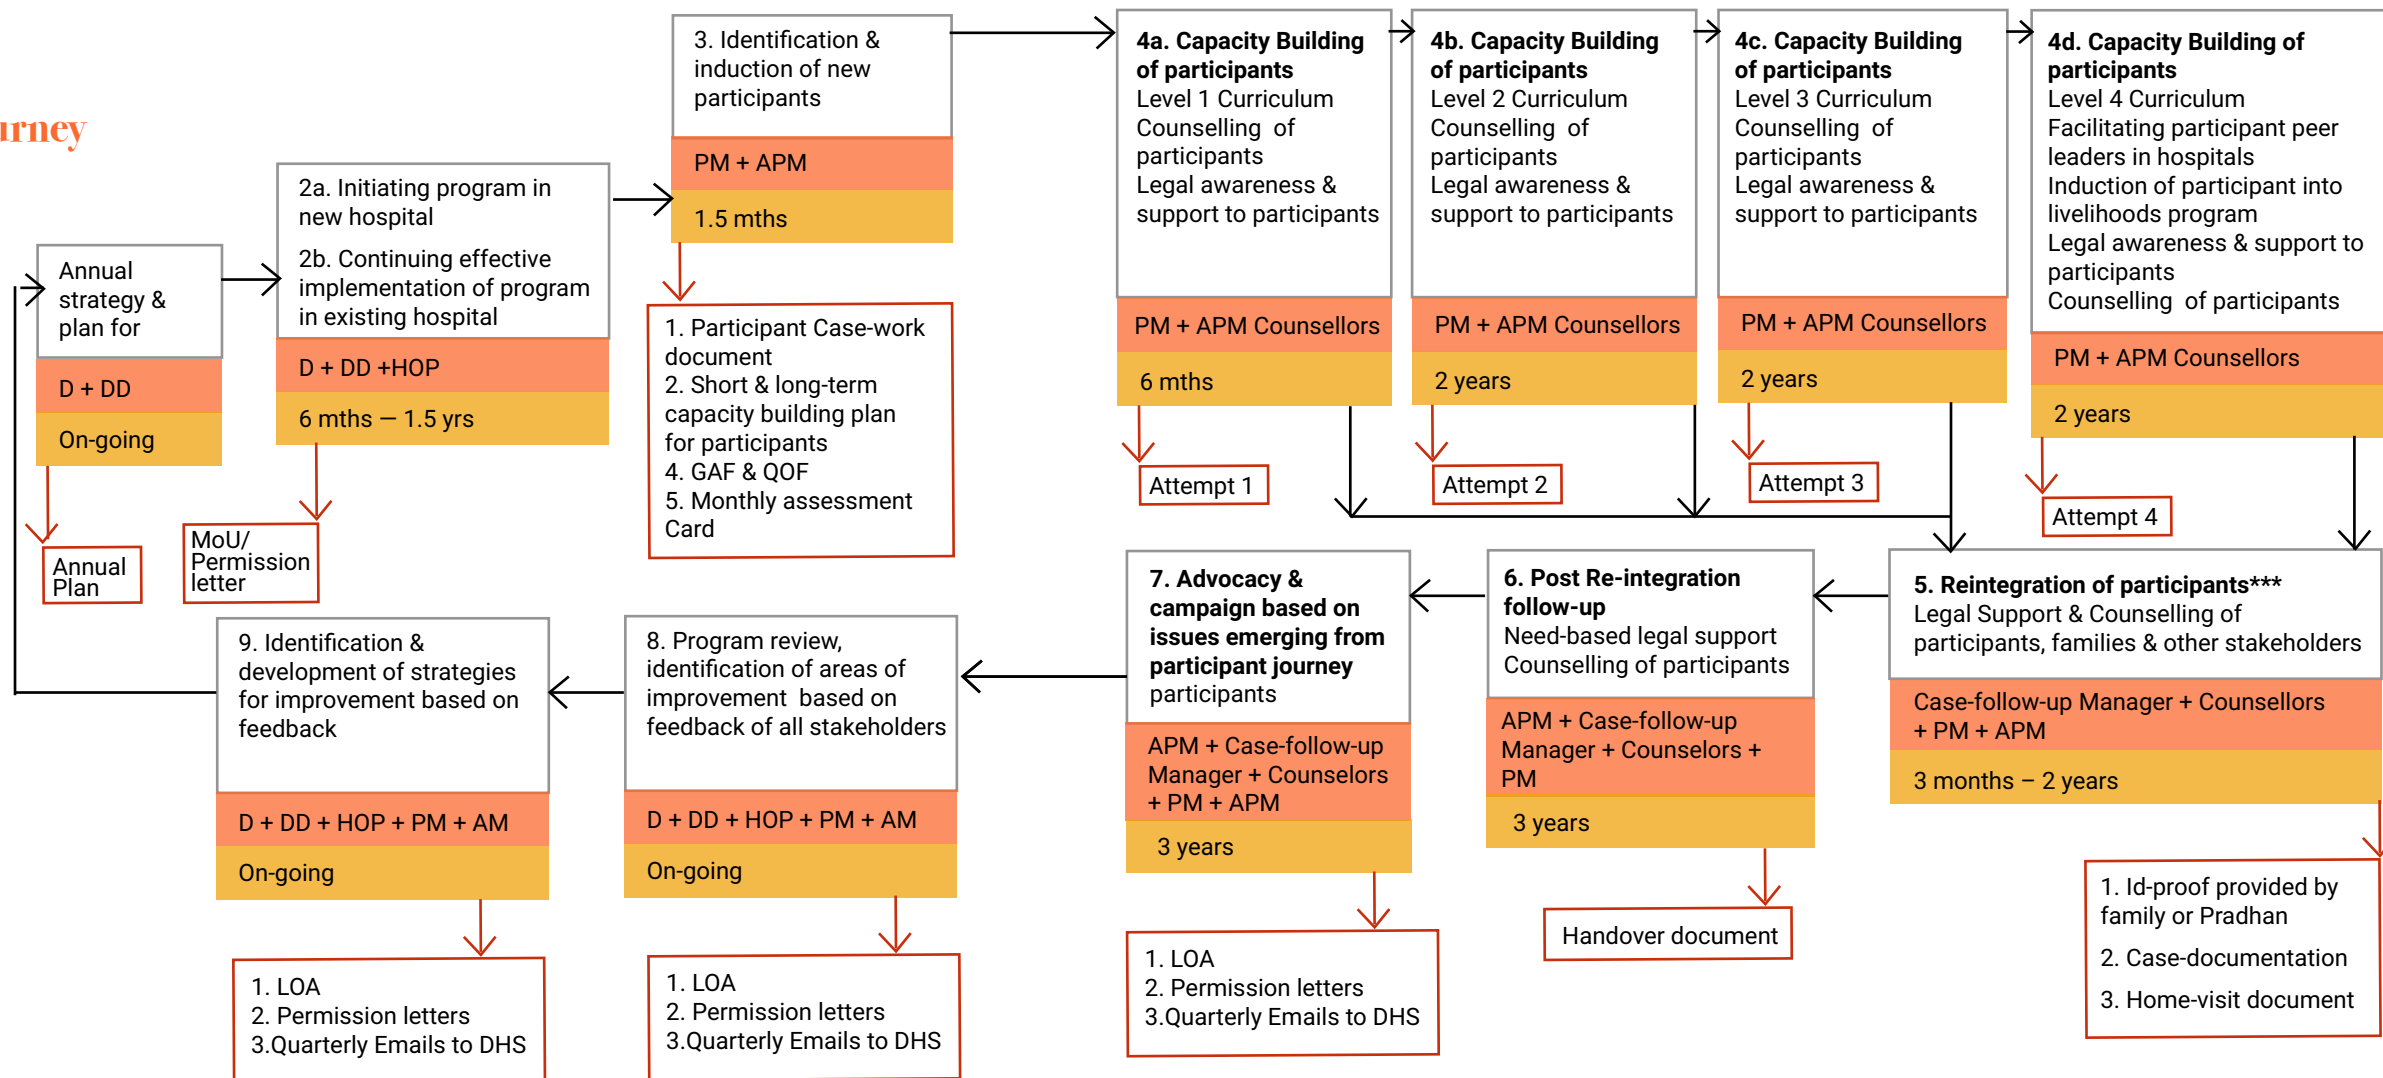 Annual
strategy &
plan for
D + DD
On-going
Annual
Plan
2a. Initiating program in
new hospital
2b. Continuing effective
implementation of program
in existing hospital
D + DD +HOP
6 mths — 1.5 yrs
MoU/
Permission
letter
3. Identification &
induction of new
participants
PM + APM
1.5 mths
1. Participant Case-work
document
2. Short & long-term
capacity building plan
for participants
4. GAF & QOF
5. Monthly assessment
Card
4a. Capacity Building
of participants
Level 1 Curriculum
Counselling of
participants
Legal awareness &
support to participants
PM + APM Counsellors
6 mths
Attempt 1
4b. Capacity Building
of participants
Level 2 Curriculum
Counselling of
participants
Legal awareness &
support to participants
PM + APM Counsellors
2 years
Attempt 2
4c. Capacity Building
of participants
Level 3 Curriculum
Counselling of
participants
Legal awareness &
support to participants
PM + APM Counsellors
2 years
Attempt 3
4d. Capacity Building of
participants
Level 4 Curriculum
Facilitating participant peer
leaders in hospitals
Induction of participant into
livelihoods program
Legal awareness & support to
participants
Counselling of participants
PM + APM Counsellors
2 years
Attempt 4
5. Reintegration of participants***
Legal Support & Counselling of
participants, families & other stakeholders
Case-follow-up Manager + Counsellors
+ PM + APM
3 months – 2 years
1. Id-proof provided by
family or Pradhan
2. Case-documentation
3. Home-visit document
6. Post Re-integration
follow-up
Need-based legal support
Counselling of participants
APM + Case-follow-up
Manager + Counselors +
PM
3 years
Handover document
7. Advocacy &
campaign based on
issues emerging from
participant journey
participants
APM + Case-follow-up
Manager + Counselors
+ PM + APM
3 years
1. LOA
2. Permission letters
3.Quarterly Emails to DHS
8. Program review,
identification of areas of
improvement based on
feedback of all stakeholders
D + DD + HOP + PM + AM
On-going
1. LOA
2. Permission letters
3.Quarterly Emails to DHS
9. Identification &
development of strategies
for improvement based on
feedback
D + DD + HOP + PM + AM
On-going
1. LOA
2. Permission letters
3.Quarterly Emails to DHS